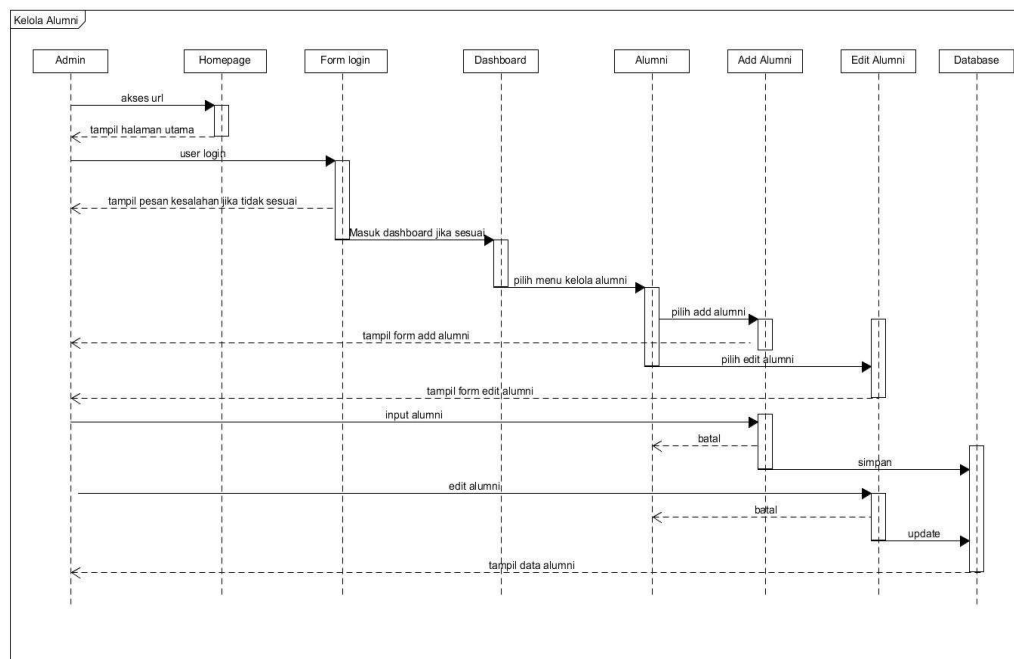 Kelola Alumni
Admin
Homepage
Form login
Dashboard
Alumni
Add Alumni
Edit Alumni
Database
akses url
tampil halaman utama
user login
tampil pesan kesalahan jika tidak sesuai
Masuk dashboard jika sesuai
pilih menu kelola alumni
pilih add alumni
tampil form add alumni
pilih edit alumni
tampil form edit alumni
input alumni
batal
simpan
edit alumni
batal
update
tampil data alumni